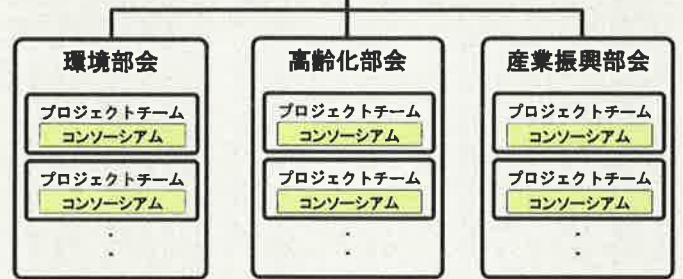 環境部会
プロジェクトチーム
コンソーシアム
プロジェクトチーム
コンソーシアム
高齢化部会
プロジェクトチーム
コンソーシアム
プロジェクトチーム
コンソーシアム
産業振興部会
プロジェクトチーム
コンソーシアム
プロジェクトチーム
コンソーシアム